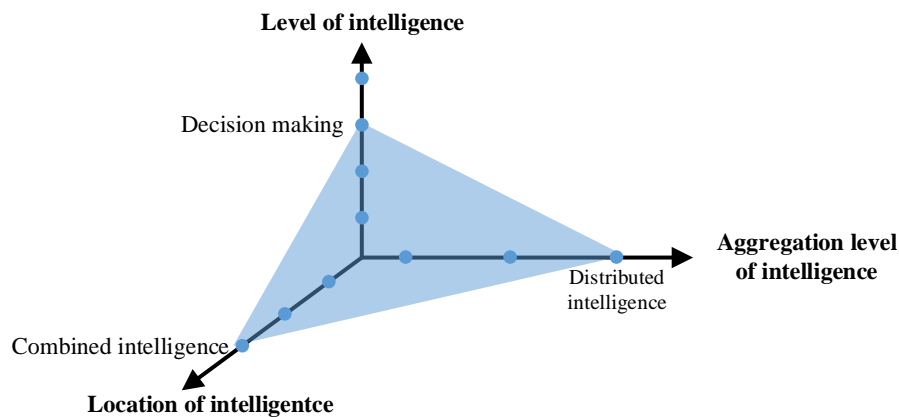 Level of intelligence
Decision making
Aggregation level
of intelligence
Distributed
intelligence
Combined intelligence
Location of intelligentce